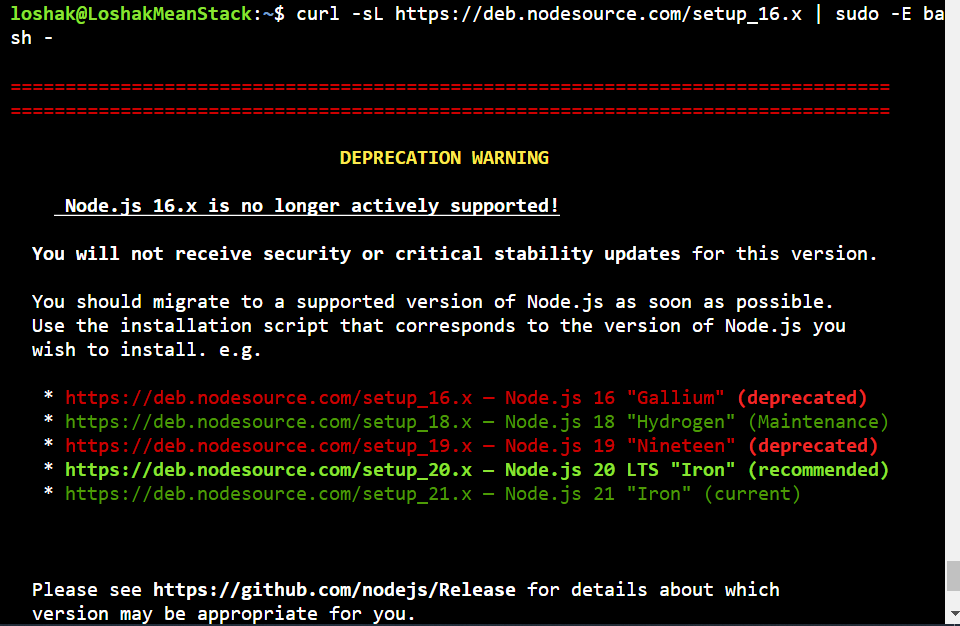 loshak@LoshakMeanStack:~$ curl -sL https://deb.nodesource.com/setup_16.x | sudo -E ba
sh -
================================================================================
================================================================================
DEPRECATION WARNING
Node.js 16.x is no longer actively supported!
You will not receive security or critical stability updates for this version.
You should migrate to a supported version of Node.js as soon as possible.
Use the installation script that corresponds to the version of Node.js you
wish to install. e.g.
* https://deb.nodesource.com/setup_16.x — Node.js 16 "Gallium" (deprecated)
* https://deb.nodesource.com/setup_18.x — Node.js 18 "Hydrogen" (Maintenance)
* https://deb.nodesource.com/setup_19.x — Node.js 19 "Nineteen" (deprecated)
* https://deb.nodesource.com/setup_20.x — Node.js 20 LTS "Iron" (recommended)
* https://deb.nodesource.com/setup_21.x — Node.js 21 "Iron" (current)
Please see https://github.com/nodejs/Release for details about which
version may be appropriate for you.